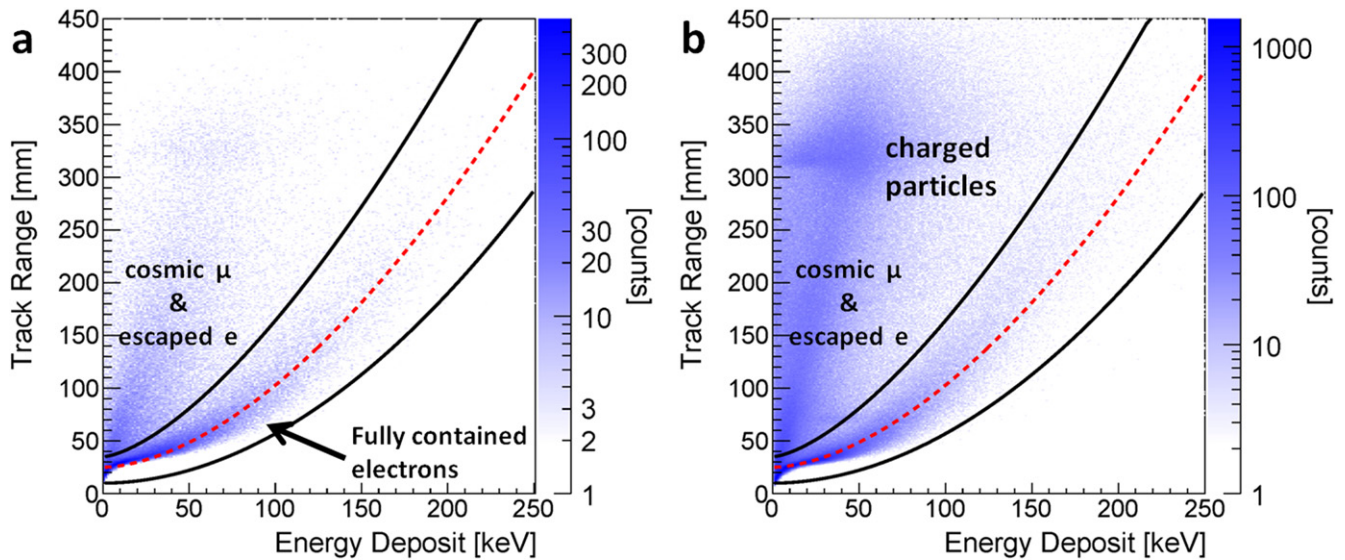 a
450
400
350
300
250
200
150
100
50
0
Track Range [mm]
cosmic μ
&
escaped e
Fully contained
electrons
0 50 100 150 200 250
Energy Deposit [keV]
300
200
100
30
20
10
3
2
1
[counts]
b
450
400
350
300
250
200
150
100
50
0
Track Range [mm]
charged
particles
cosmic μ
&
escaped e
0 50 100 150 200 250
Energy Deposit [keV]
1000
100
10
1
[counts]